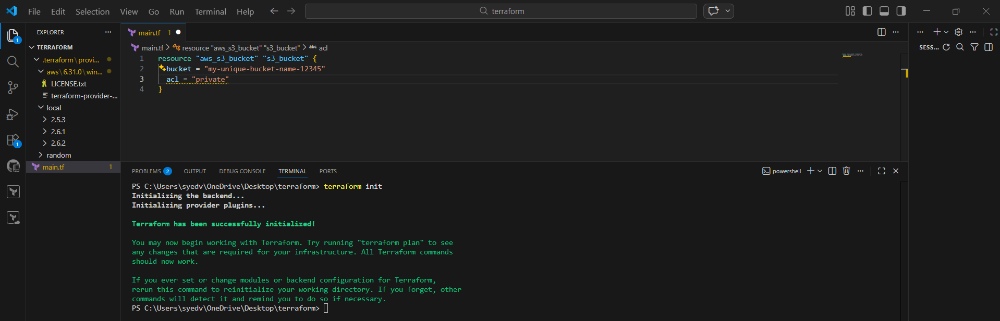 File Edit Selection View Go Run Terminal Help
terraform
EXPLORER
TERRAFORM
.terraform\provi...
aws\6.31.0\win...
LICENSE.txt
terraform-provider-...
local
2.5.3
2.6.1
2.6.2
random
main.tf 1
1
1
main.tf 1
main.tf > resource "aws_s3_bucket" "s3_bucket" > abc acl
1 resource "aws_s3_bucket" "s3_bucket" {
2 bucket = "my-unique-bucket-name-12345"
3 acl = "private"
4 }
SESS...
PROBLEMS 2 OUTPUT DEBUG CONSOLE TERMINAL PORTS
powershell
PS C:\Users\syedv\OneDrive\Desktop\terraform> terraform init
Initializing the backend...
Initializing provider plugins...
Terraform has been successfully initialized!
You may now begin working with Terraform. Try running "terraform plan" to see
any changes that are required for your infrastructure. All Terraform commands
should now work.
If you ever set or change modules or backend configuration for Terraform,
rerun this command to reinitialize your working directory. If you forget, other
commands will detect it and remind you to do so if necessary.
PS C:\Users\syedv\OneDrive\Desktop\terraform>